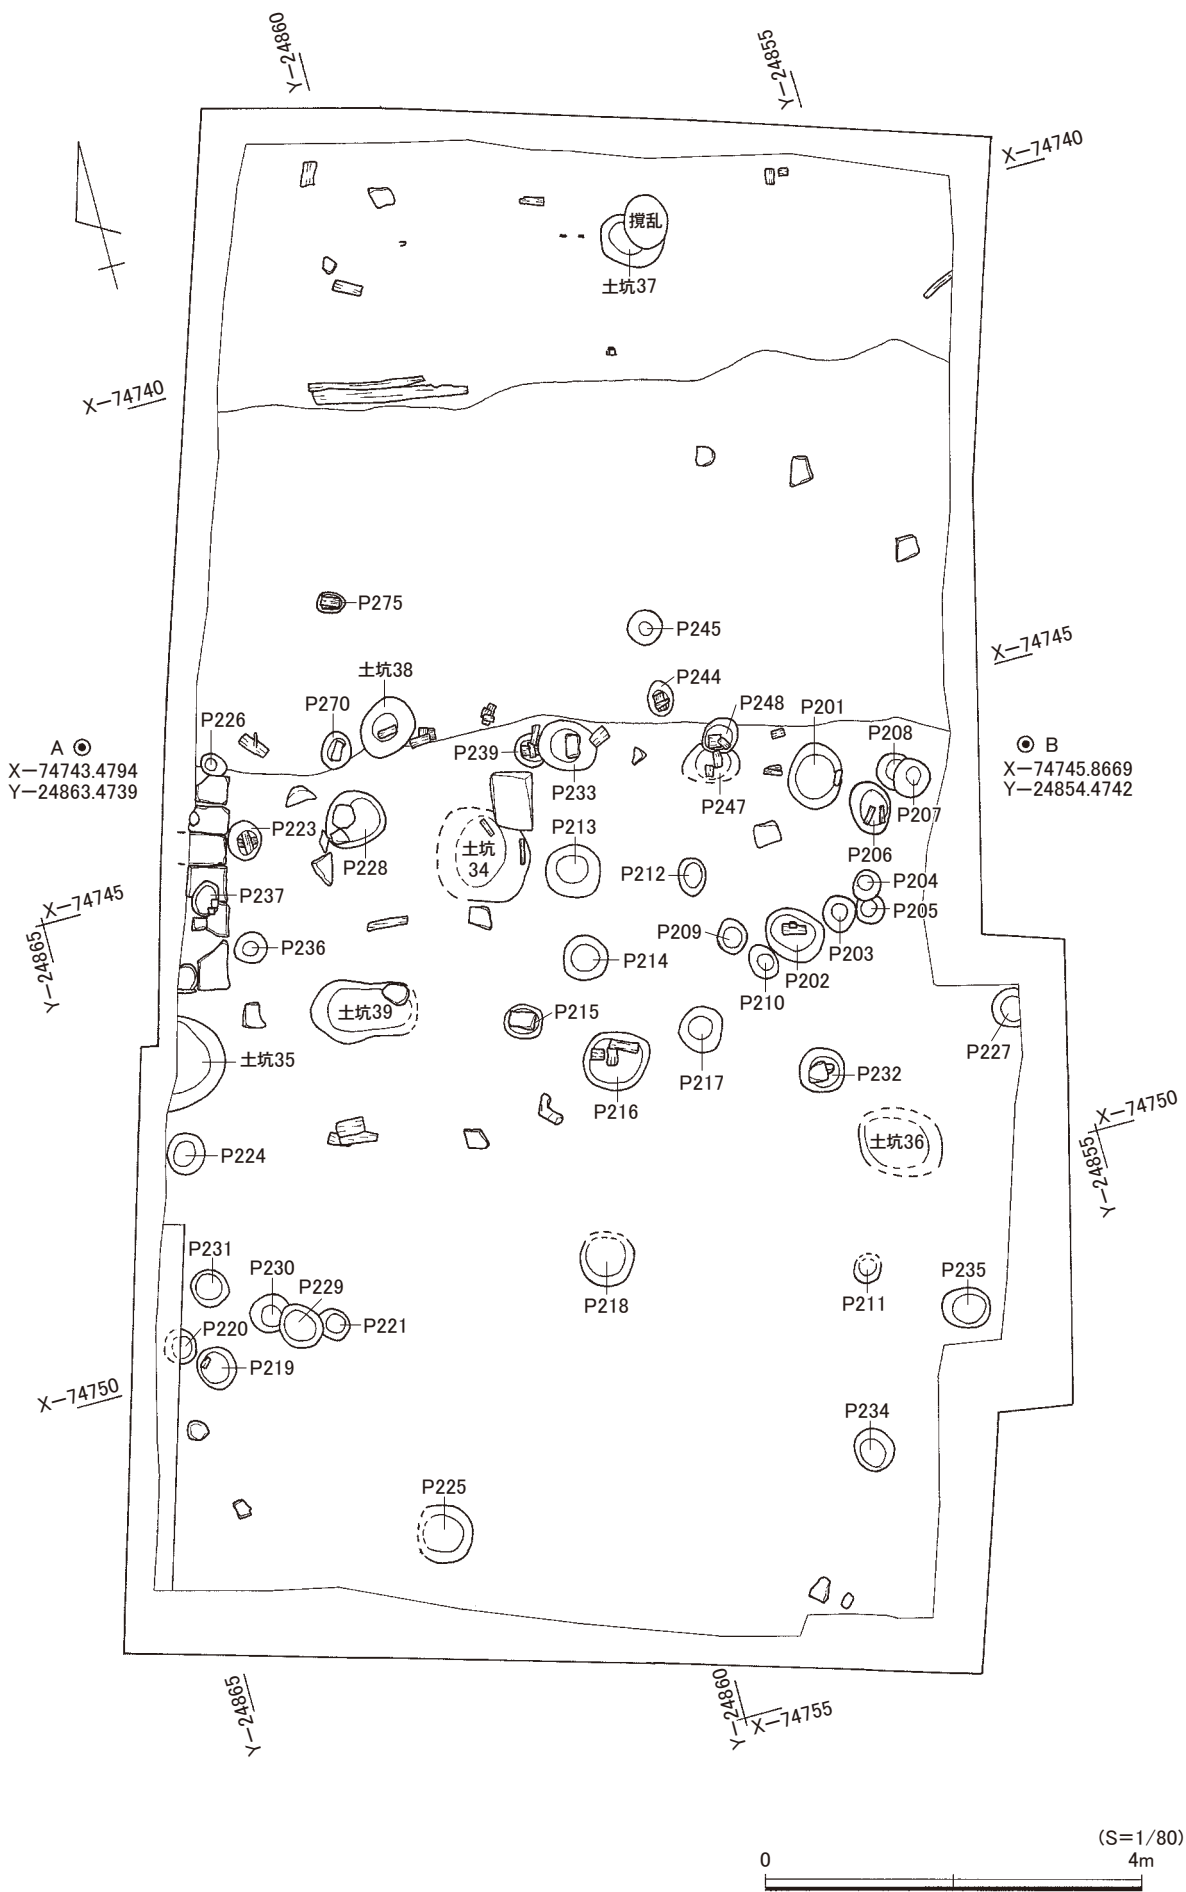 Y－24860
Y－24855
X－74740
撹乱
土坑37
X－74740
P275
P245
X－74745
土坑38
P244
P270
P248
P201
P226
P239
P208
A
X－74743.4794
Y－24863.4739
B
X－74745.8669
Y－24854.4742
P233
P247
P207
P223
P213
P228
土坑
34
P206
P212
P204
P237
P205
X－74745
Y－24865
P209
P203
P236
P214
P202
P210
土坑39
P215
P227
土坑35
P217
P232
P216
X－74750
Y－24855
土坑36
P224
P231
P230
P229
P235
P218
P211
P220
P221
P219
X－74750
P234
P225
Y－24865
Y－24860
X－74755
(S＝1/80)
0
4m